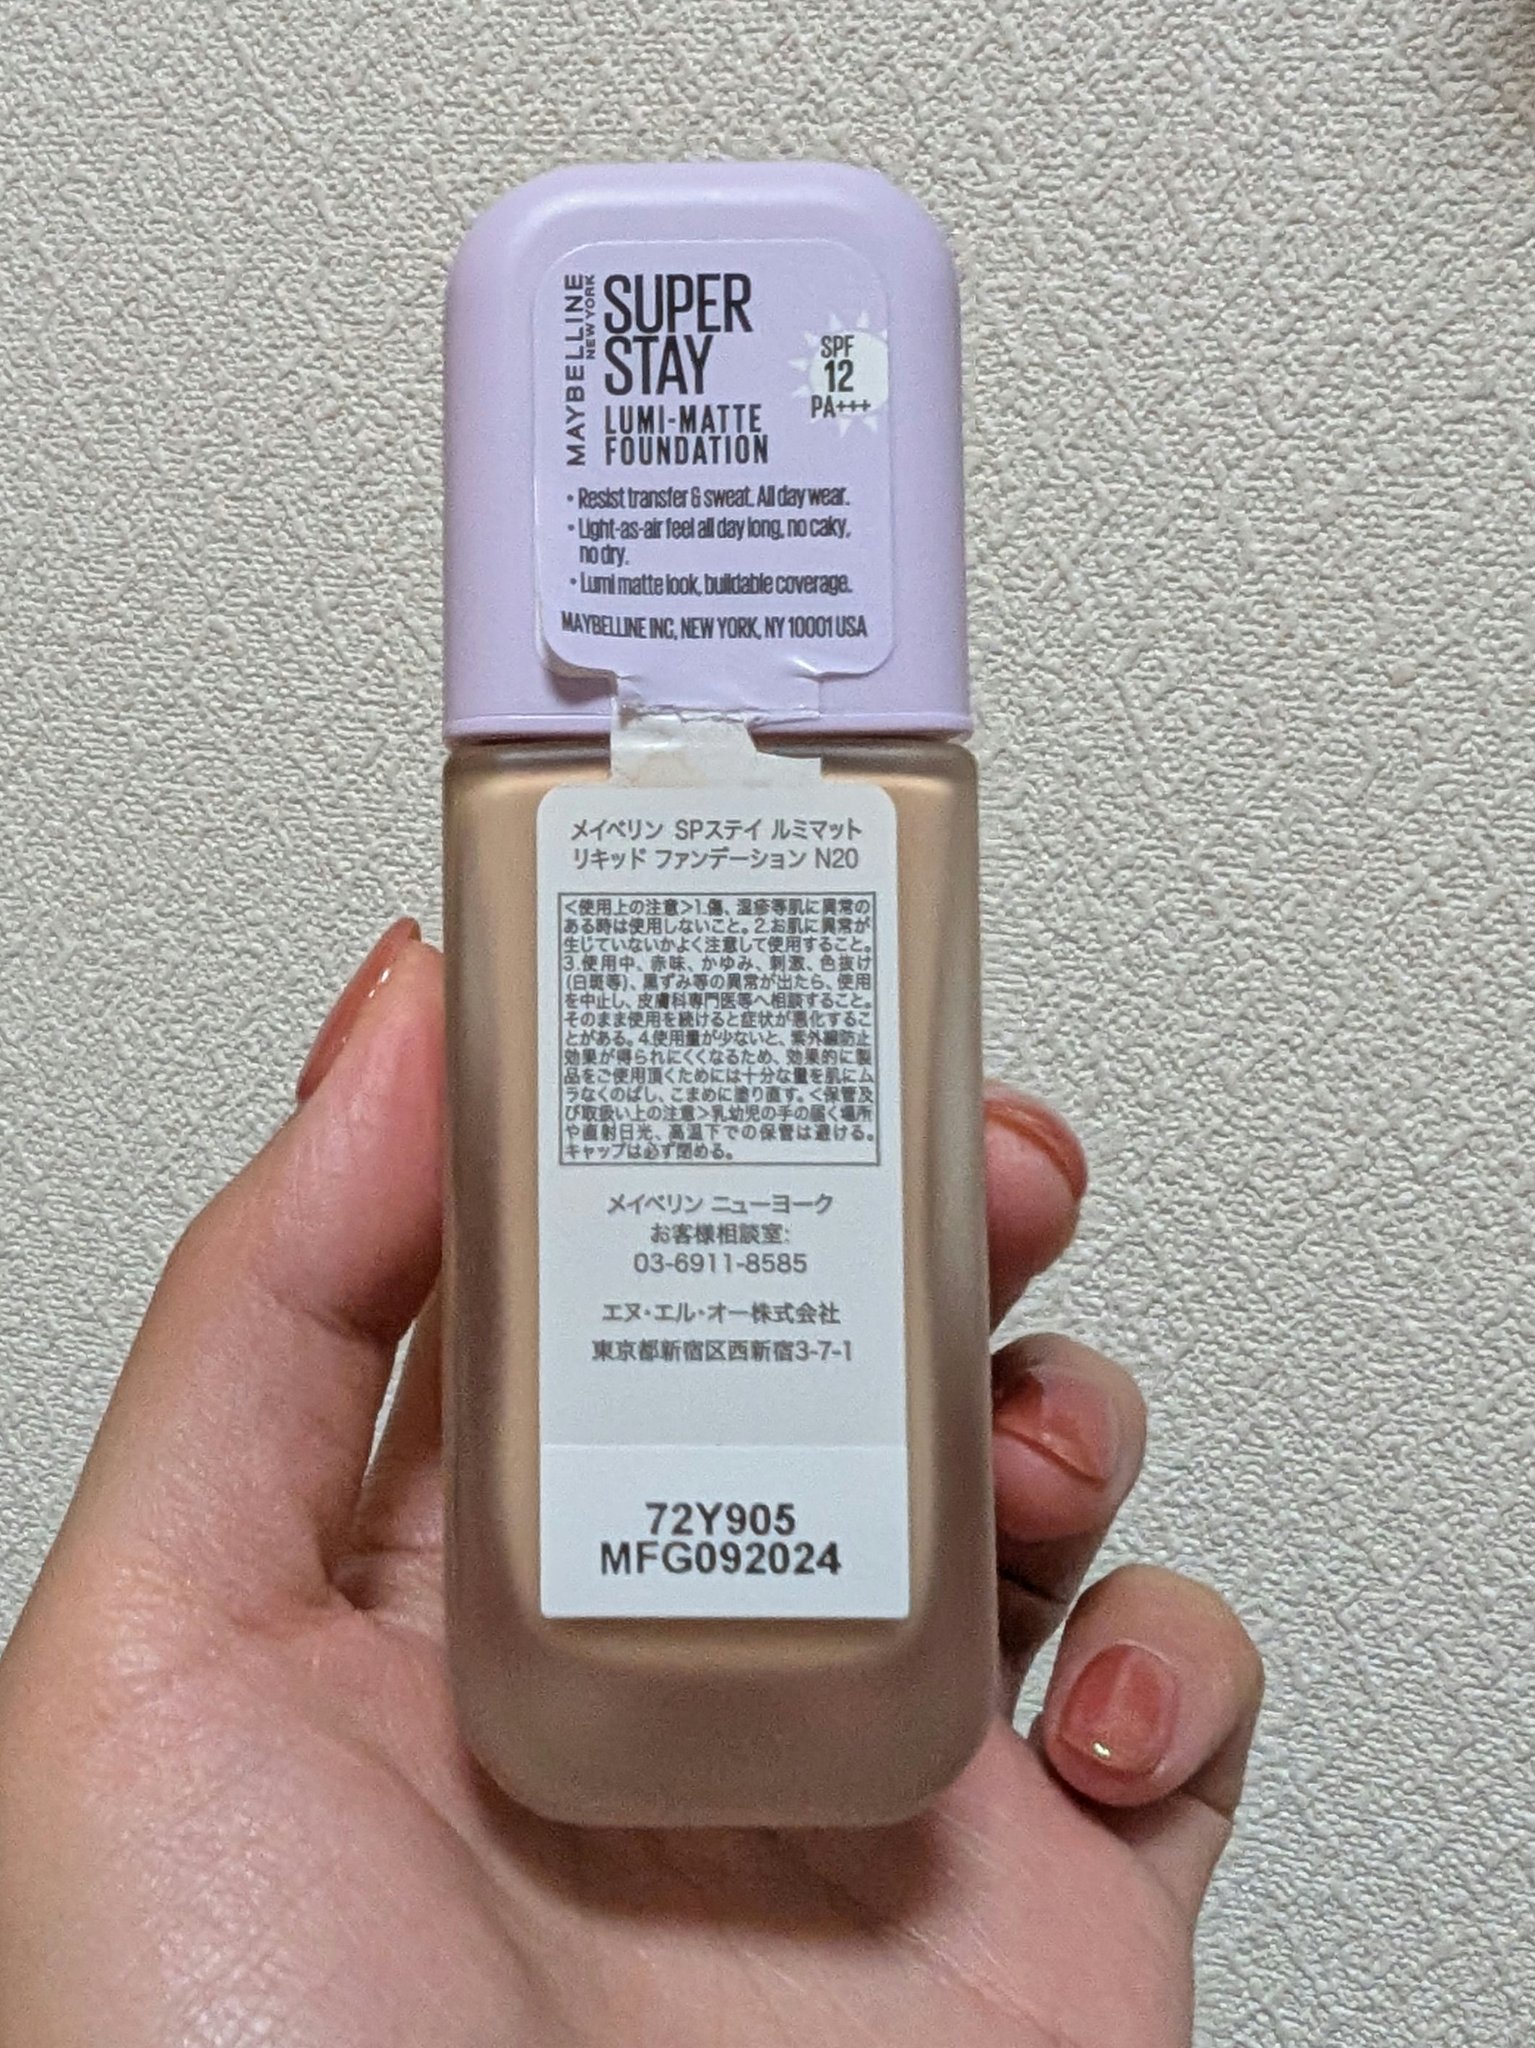 MAYBELLINE
NEW YORK
SUPER
STAY
LUMI-MATTE
FOUNDATION
SPF
12
PA+++
• Resist transfer & sweat. All day wear.
• Light-as-air feel all day long, no caky,
no dry.
• Lumi matte look, buildable coverage.
MAYBELLINE INC, NEW YORK, NY 10001 USA
メイベリン SPステイ ルミマット
リキッド ファンデーション N20
<使用上の注意>1.傷、湿疹等肌に異常の
ある時は使用しないこと。2.お肌に異常が
生じていないかよく注意して使用すること。
3.使用中、赤味、かゆみ、刺激、色抜け
(白斑等)、黒ずみ等の異常が出たら、使用
を中止し、皮膚科専門医等へ相談すること。
そのまま使用を続けると症状が悪化するこ
とがある。4.使用量が少ないと、紫外線防止
効果が得られにくくなるため、効果的に製
品をご使用頂くためには十分な量を肌にム
ラなくのばし、こまめに塗り直す。<保管及
び取扱い上の注意>乳幼児の手の届く場所
や直射日光、高温下での保管は避ける。
キャップは必ず閉める。
メイベリン ニューヨーク
お客様相談室:
03-6911-8585
エヌ・エル・オー株式会社
東京都新宿区西新宿3-7-1
72Y905
MFG092024